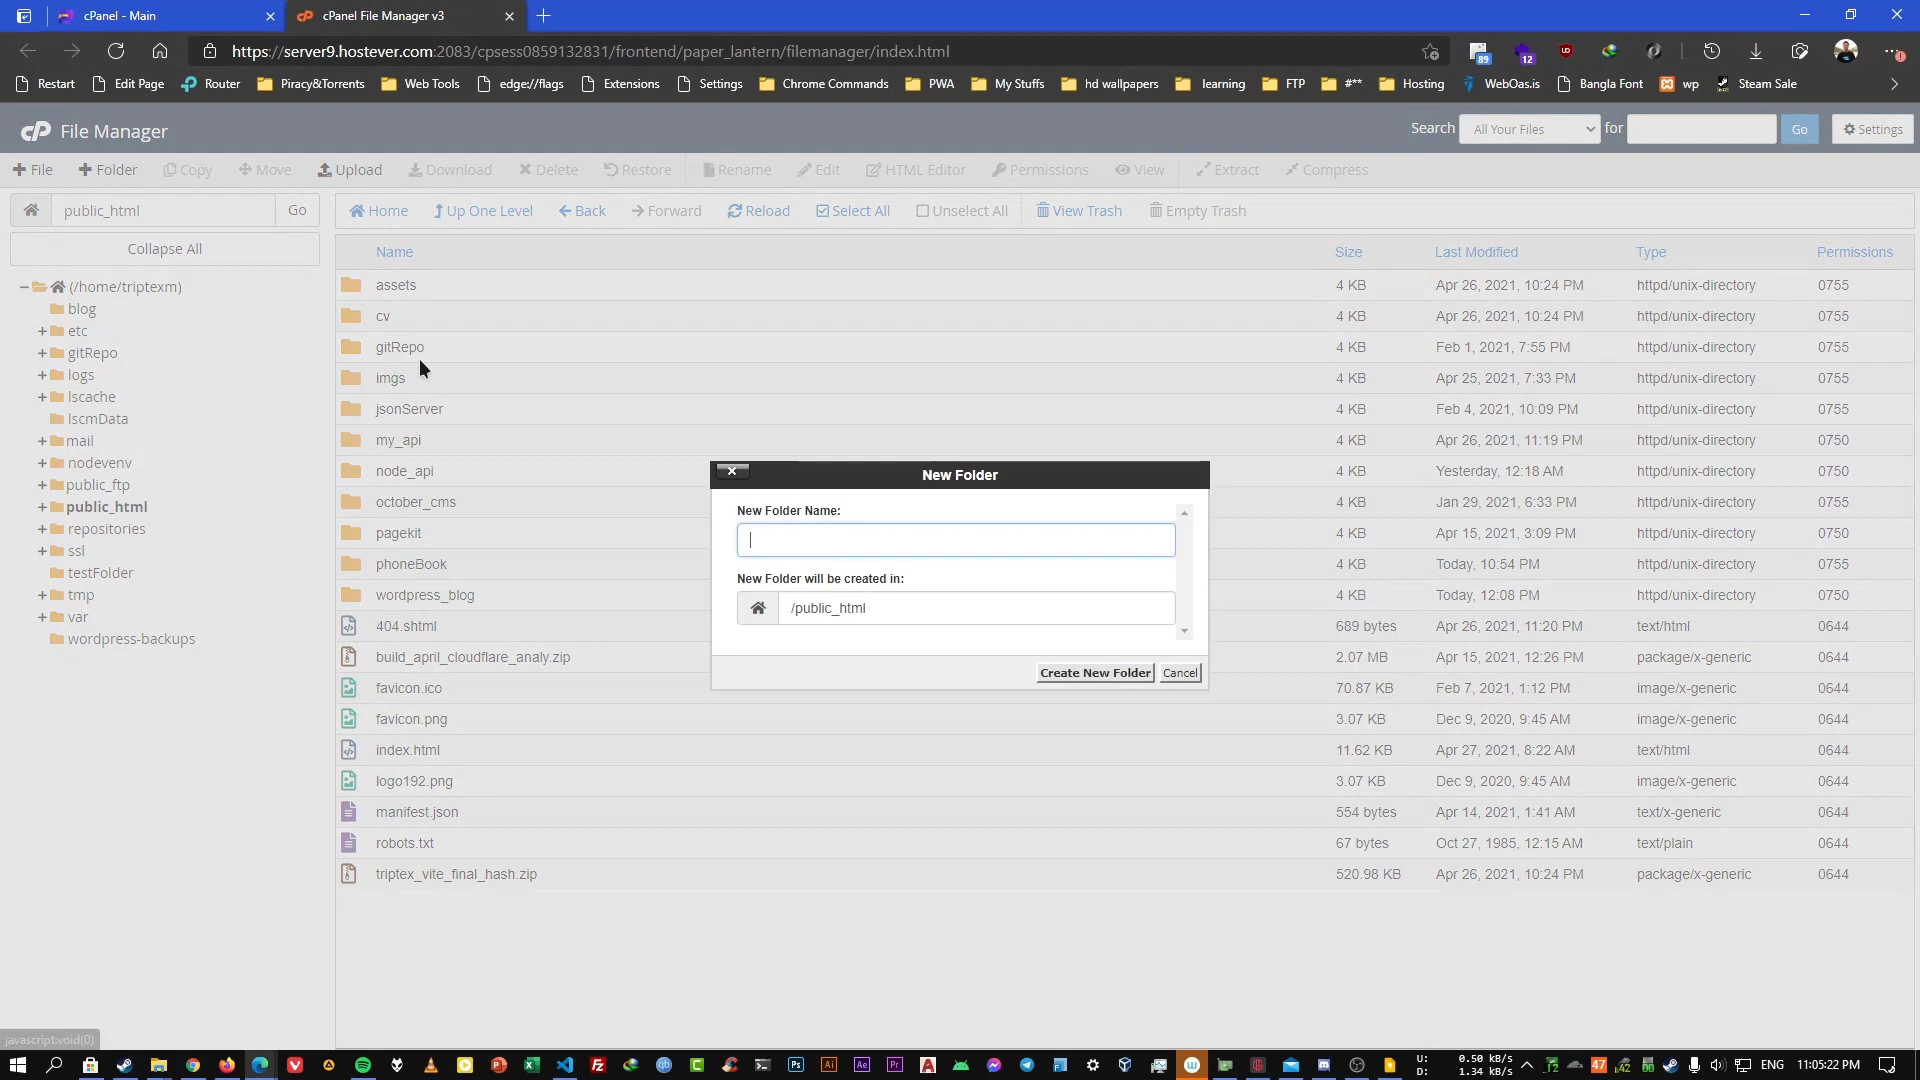 cPanel - Main
cPanel File Manager v3
https://server9.hostever.com:2083/cpsess0859132831/frontend/paper_lantern/filemanager/index.html
89
12
Restart Edit Page Router Piracy&Torrents Web Tools edge://flags Extensions Settings Chrome Commands PWA My Stuffs hd wallpapers learning FTP #** Hosting WebOas.is Bangla Font wp Steam Sale
cP File Manager
Search All Your Files for Go Settings
File Folder Copy Move Upload Download Delete Restore Rename Edit HTML Editor Permissions View Extract Compress
public_html Go
Home Up One Level Back Forward Reload Select All Unselect All View Trash Empty Trash
Collapse All
(/home/triptexm)
blog
etc
gitRepo
logs
lscache
lscmData
mail
nodevenv
public_ftp
public_html
repositories
ssl
testFolder
tmp
var
wordpress-backups
Name Size Last Modified Type Permissions
assets 4 KB Apr 26, 2021, 10:24 PM httpd/unix-directory 0755
cv 4 KB Apr 26, 2021, 10:24 PM httpd/unix-directory 0755
gitRepo 4 KB Feb 1, 2021, 7:55 PM httpd/unix-directory 0755
imgs 4 KB Apr 25, 2021, 7:33 PM httpd/unix-directory 0755
jsonServer 4 KB Feb 4, 2021, 10:09 PM httpd/unix-directory 0755
my_api 4 KB Apr 26, 2021, 11:19 PM httpd/unix-directory 0750
node_api 4 KB Yesterday, 12:18 AM httpd/unix-directory 0750
october_cms 4 KB Jan 29, 2021, 6:33 PM httpd/unix-directory 0755
pagekit 4 KB Apr 15, 2021, 3:09 PM httpd/unix-directory 0750
phoneBook 4 KB Today, 10:54 PM httpd/unix-directory 0755
wordpress_blog 4 KB Today, 12:08 PM httpd/unix-directory 0750
404.shtml 689 bytes Apr 26, 2021, 11:20 PM text/html 0644
build_april_cloudflare_analy.zip 2.07 MB Apr 15, 2021, 12:26 PM package/x-generic 0644
favicon.ico 70.87 KB Feb 7, 2021, 1:12 PM image/x-generic 0644
favicon.png 3.07 KB Dec 9, 2020, 9:45 AM image/x-generic 0644
index.html 11.62 KB Apr 27, 2021, 8:22 AM text/html 0644
logo192.png 3.07 KB Dec 9, 2020, 9:45 AM image/x-generic 0644
manifest.json 554 bytes Apr 14, 2021, 1:41 AM text/x-generic 0644
robots.txt 67 bytes Oct 27, 1985, 12:15 AM text/plain 0644
triptex_vite_final_hash.zip 520.98 KB Apr 26, 2021, 10:24 PM package/x-generic 0644
New Folder
New Folder Name:
New Folder will be created in:
/public_html
Create New Folder Cancel
javascript:void(0)
U: 0.50 kB/s
D: 1.34 kB/s
47
ENG 11:05:22 PM